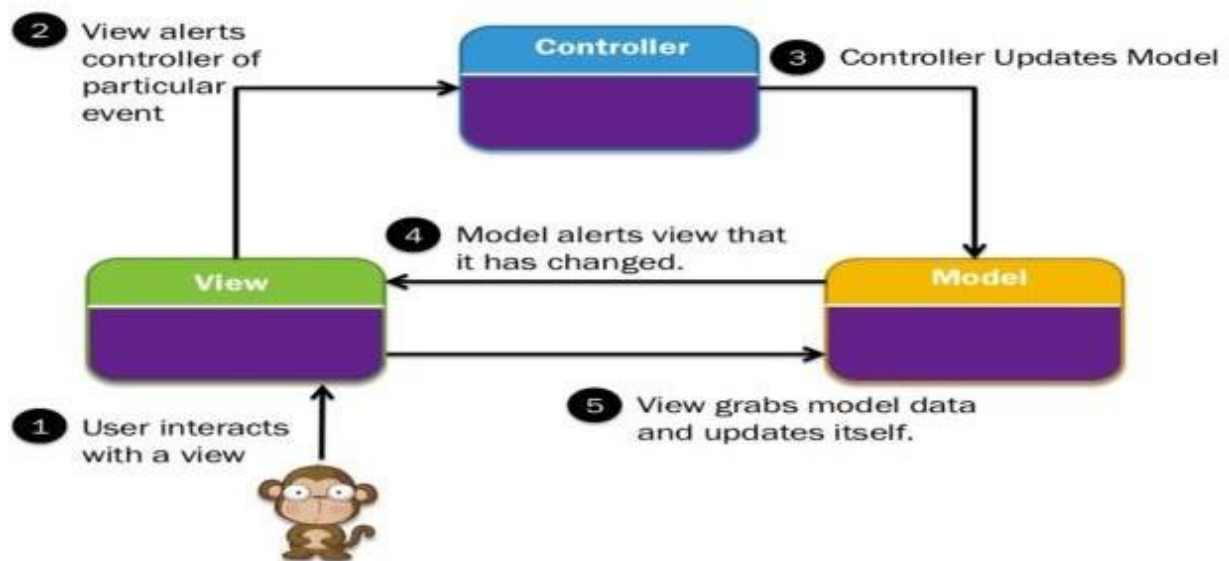 2 View alerts
controller of
particular
event
Controller
3 Controller Updates Model
4 Model alerts view that
it has changed.
View
Model
5 View grabs model data
and updates itself.
1 User interacts
with a view